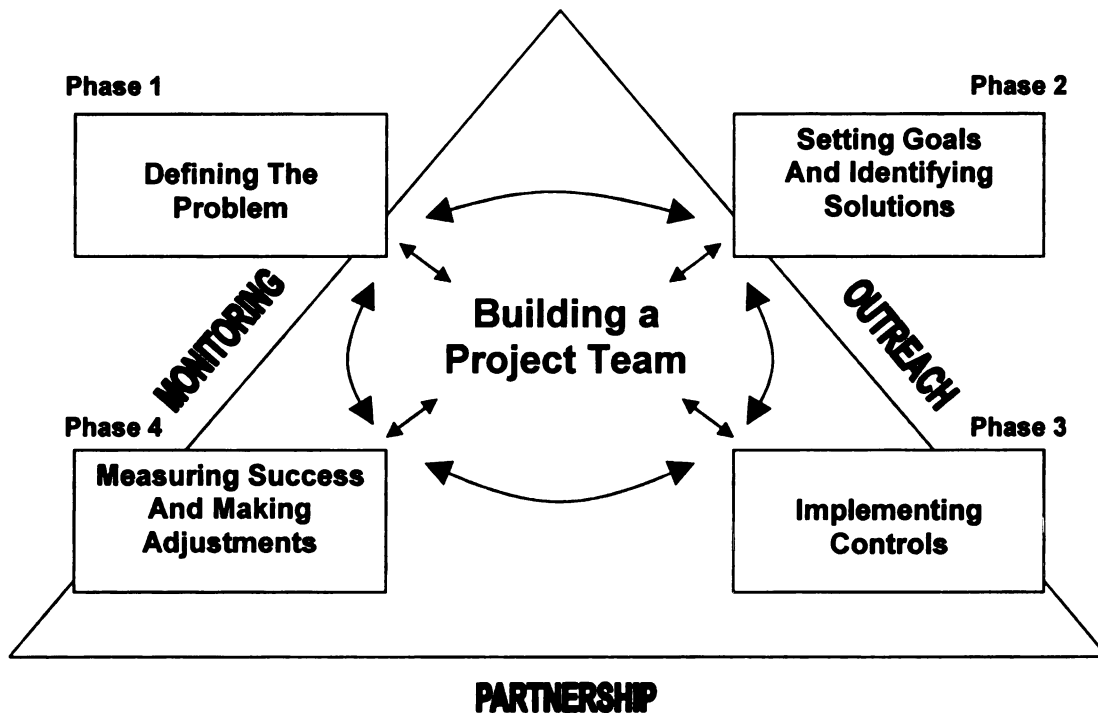 Phase 1
Defining The
Problem
Phase 2
Setting Goals
And Identifying
Solutions
MONITORING
Building a
Project Team
OUTREACH
Phase 4
Measuring Success
And Making
Adjustments
Phase 3
Implementing
Controls
PARTNERSHIP